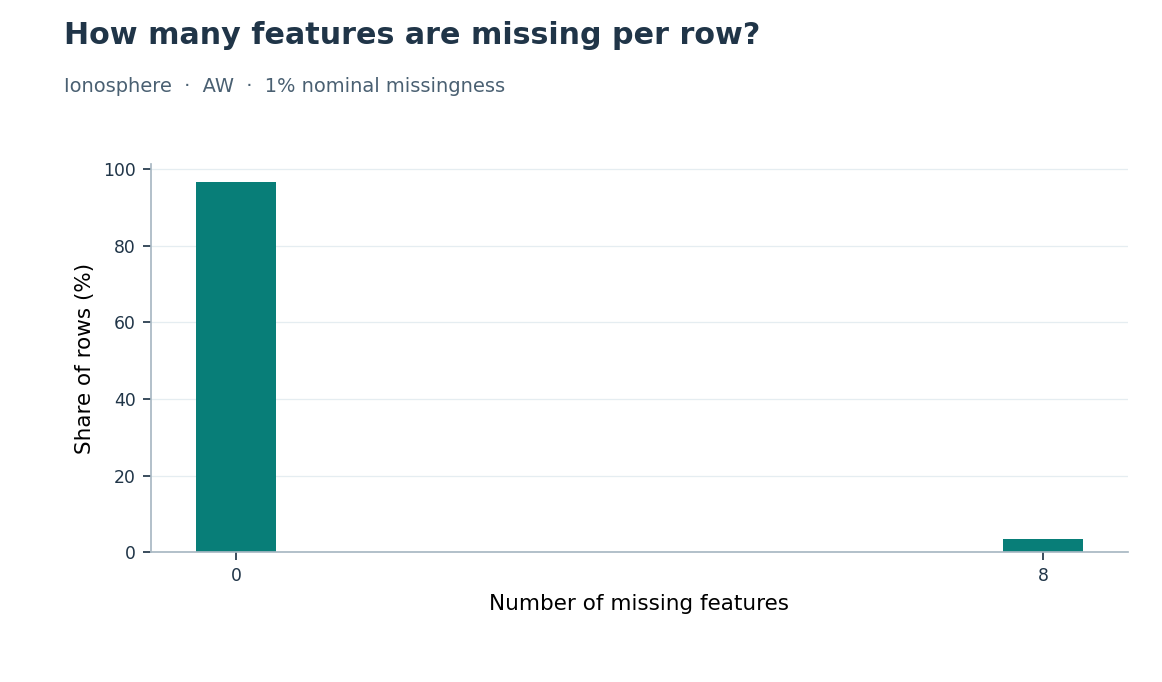 How many features are missing per row?
Ionosphere · AW · 1% nominal missingness
100
80
60
40
20
0
Share of rows (%)
0 8
Number of missing features